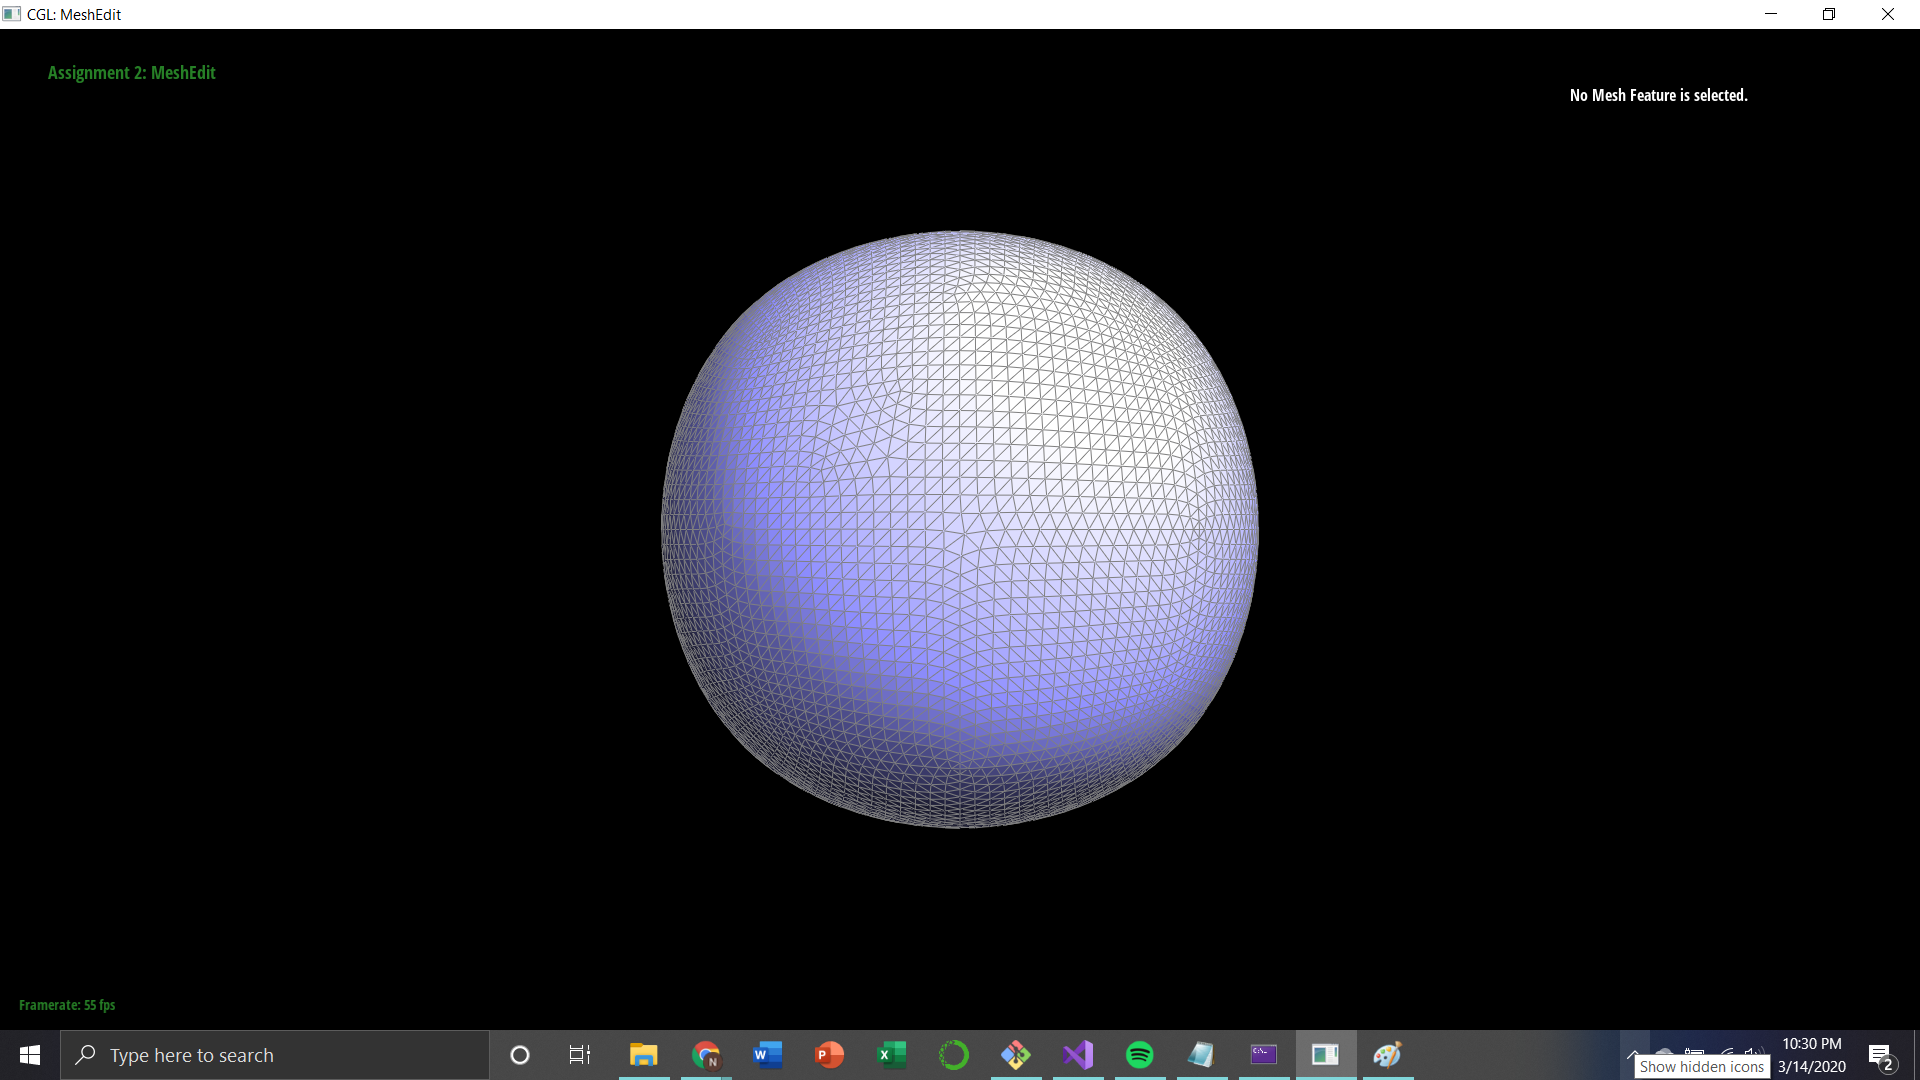 CGL: MeshEdit
Assignment 2: MeshEdit
No Mesh Feature is selected.
Framerate: 55 fps
Type here to search
10:30 PM
3/14/2020
Show hidden icons
2